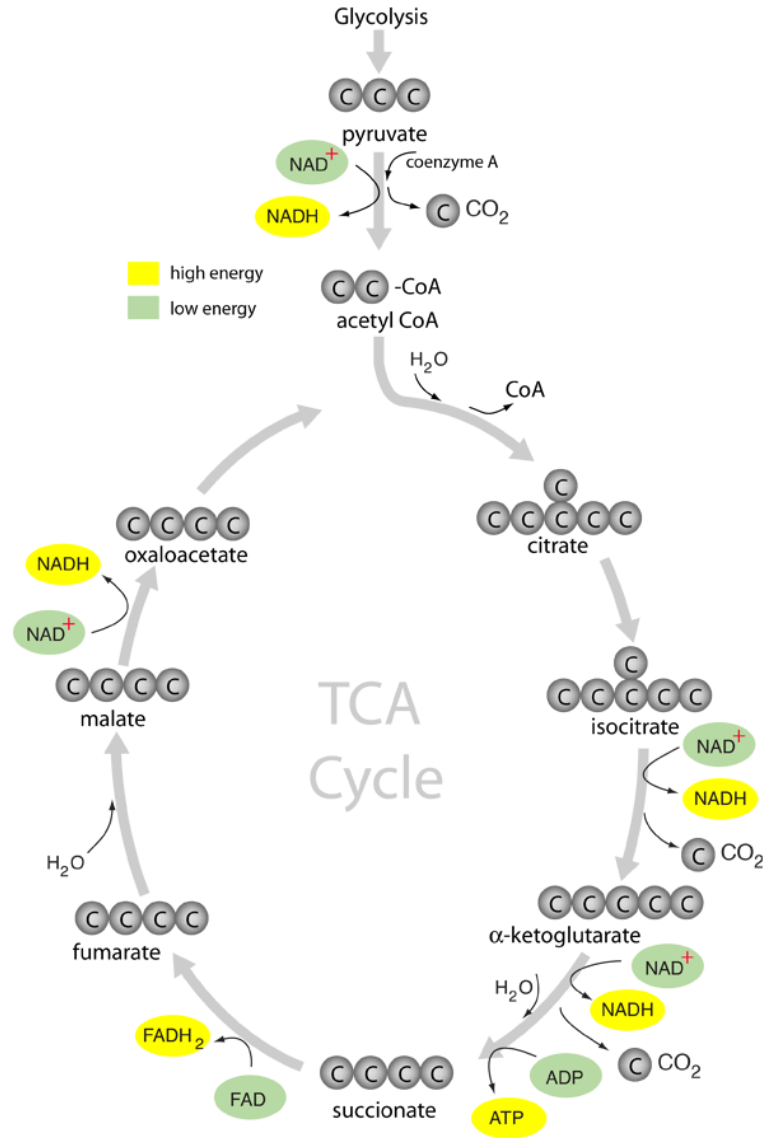 Glycolysis
C C C
pyruvate
NAD+
coenzyme A
NADH
C CO2
high energy
low energy
C C -CoA
acetyl CoA
H2O
CoA
C
C C C C C
citrate
C C C C
oxaloacetate
NADH
NAD+
C
C C C C C
isocitrate
C C C C
malate
TCA
Cycle
NAD+
NADH
C CO2
H2O
C C C C C
α-ketoglutarate
C C C C
fumarate
NAD+
H2O
NADH
FADH2
C CO2
FAD
C C C C
succionate
ADP
ATP